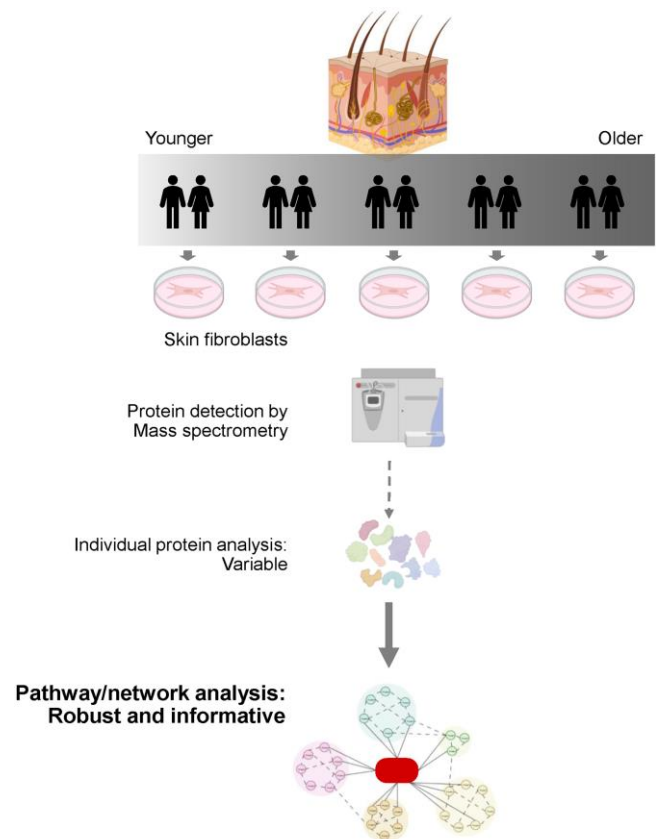 Younger
Older
Skin fibroblasts
Protein detection by
Mass spectrometry
Individual protein analysis:
Variable
Pathway/network analysis:
Robust and informative